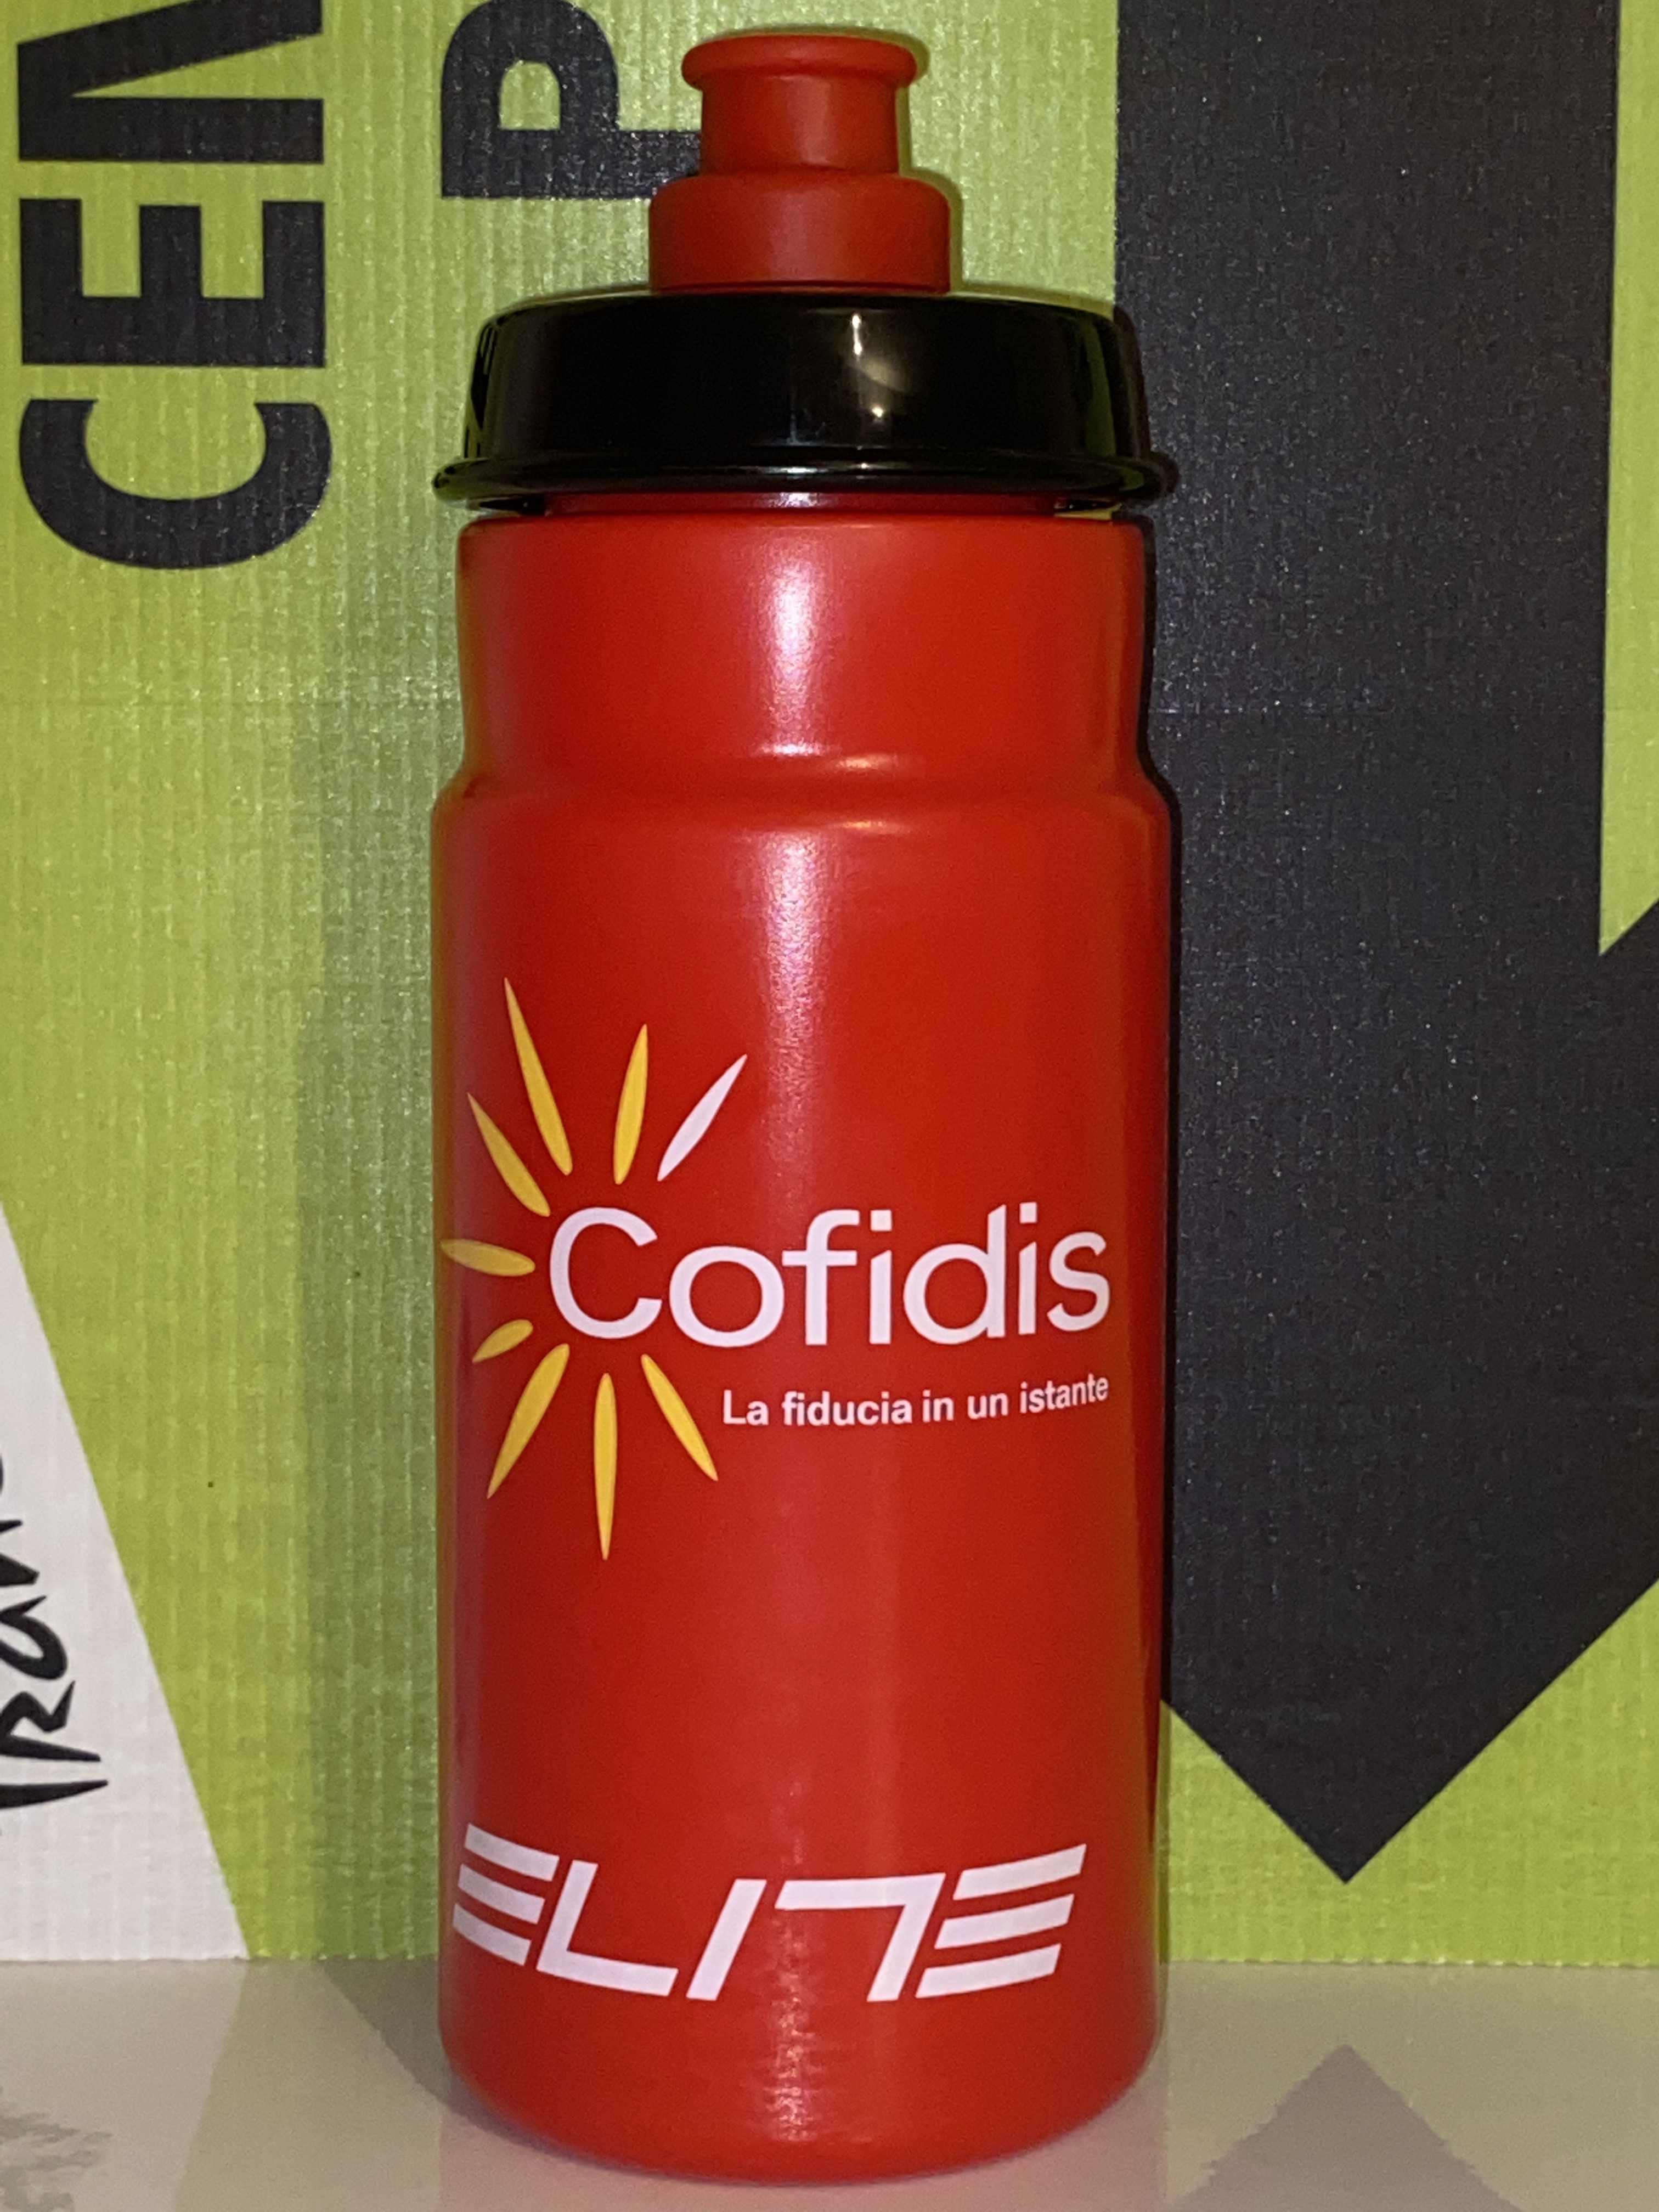 Cofidis
La fiducia in un istante
ELITE